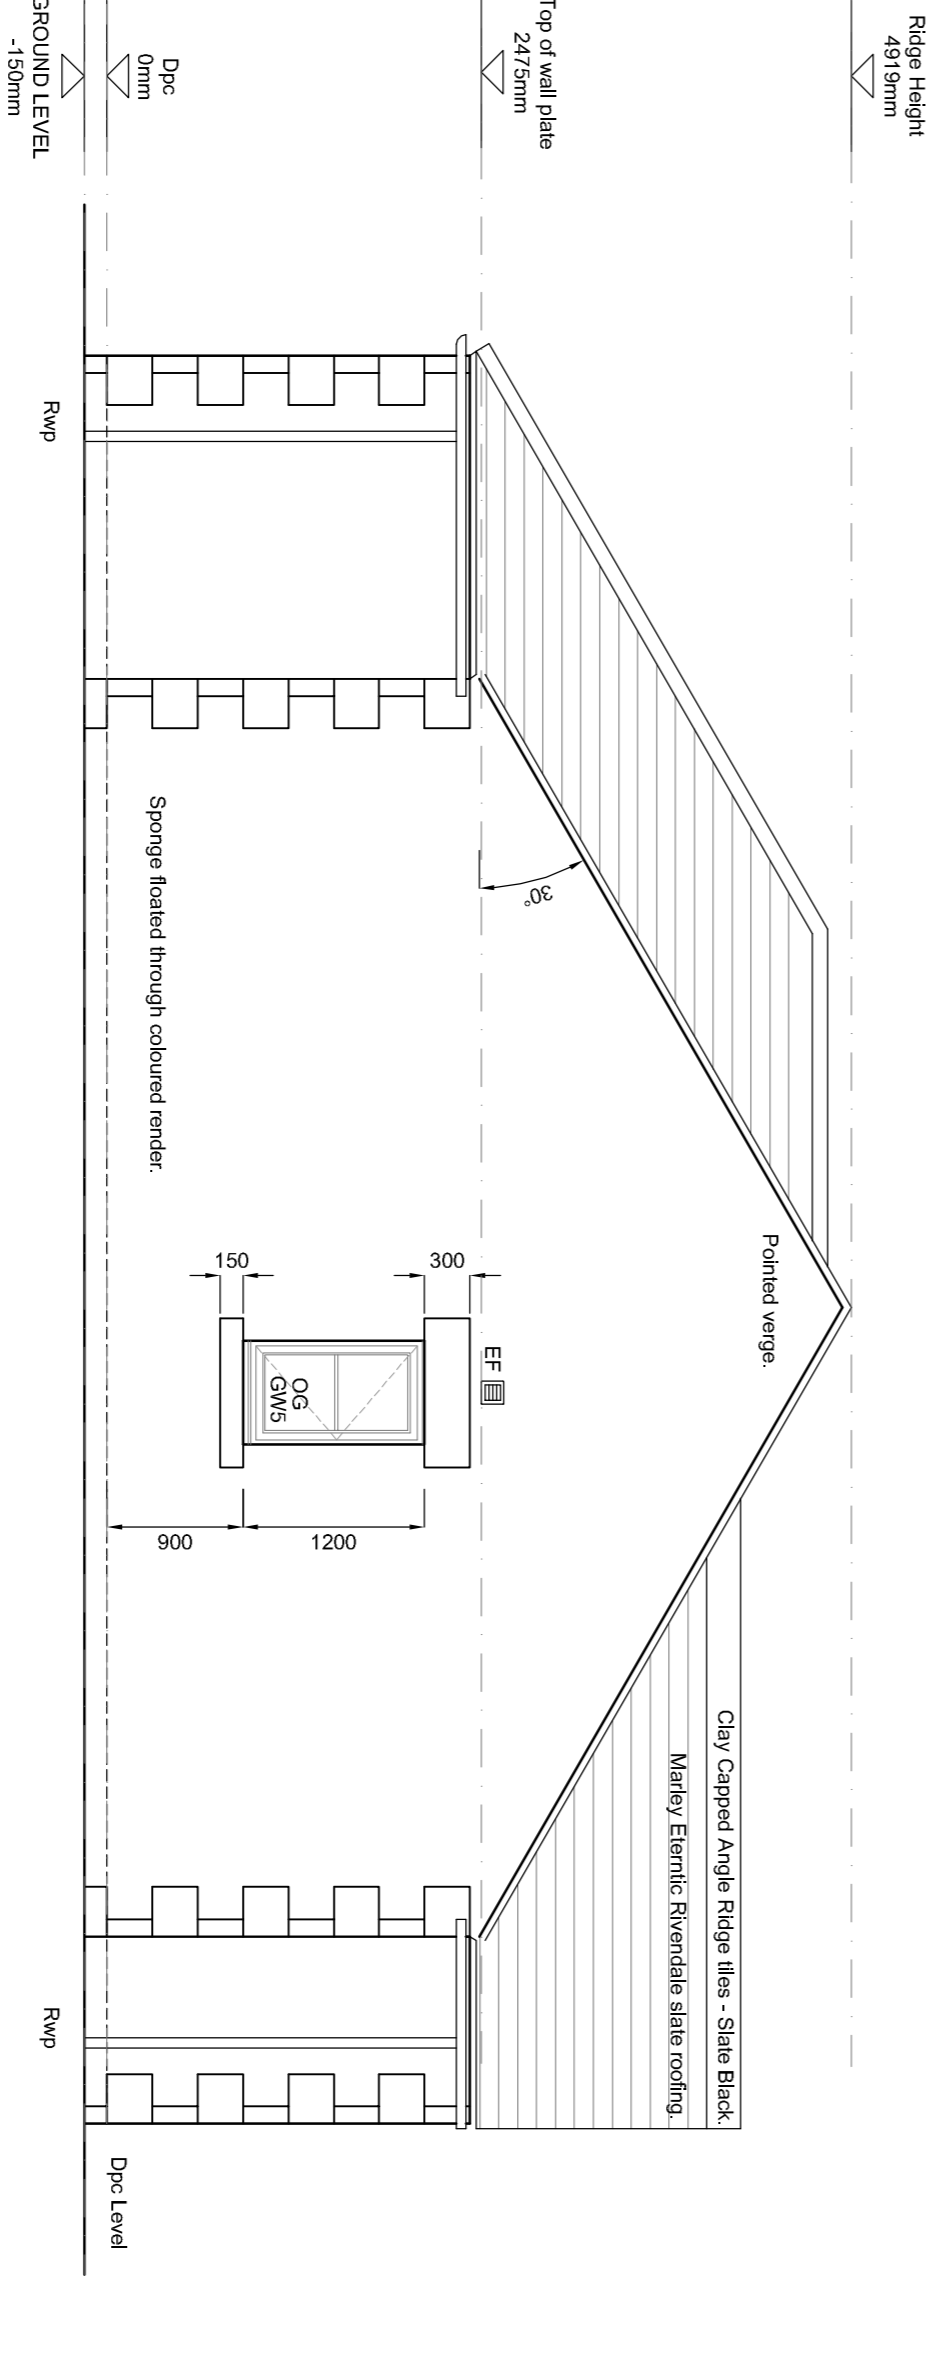 Ridge Height
4919mm
Top of wall plate
2475mm
Dpc
0mm
GROUND LEVEL
-150mm
Pointed verge.
Clay Capped Angle Ridge tiles - Slate Black.
Marley Eterntic Rivendale slate roofing.
30°
EF
300
150
OG
GW5
1200
900
Sponge floated through coloured render.
Rwp
Rwp
Dpc Level